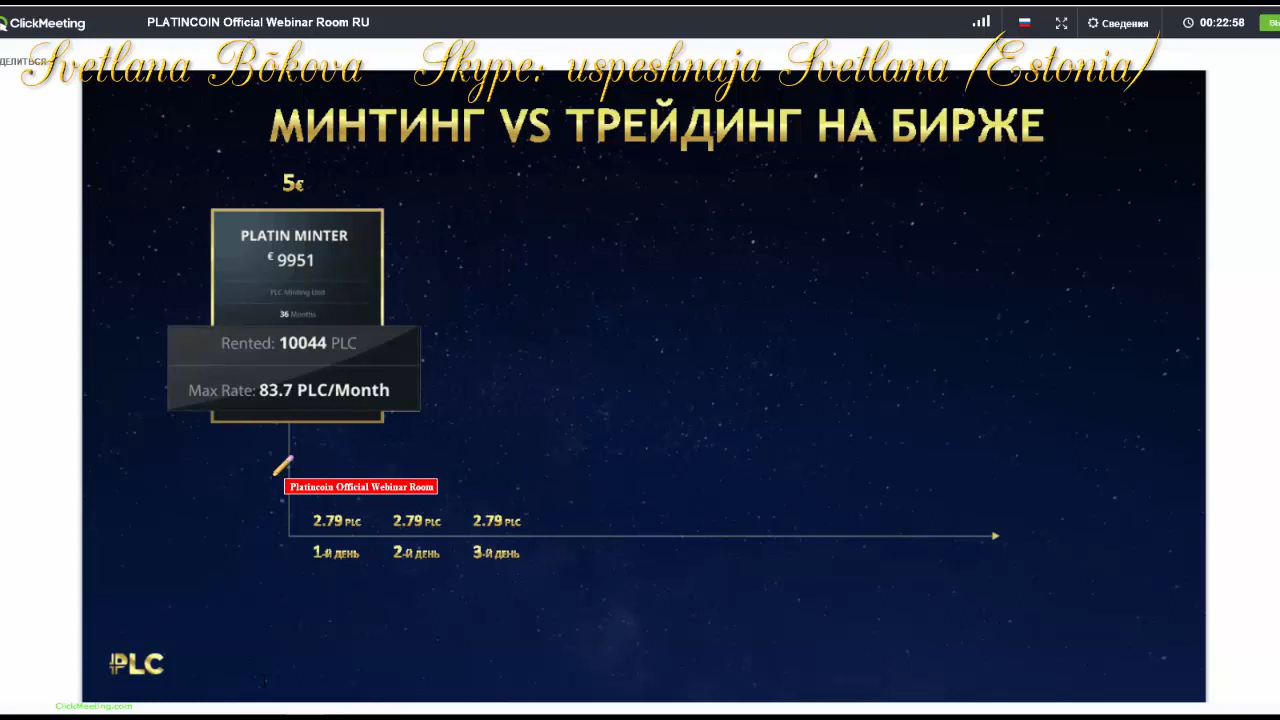 ClickMeeting
PLATINCOIN Official Webinar Room RU
Сведения
00:22:58
ДЕЛИТЬСЯ
Svetlana Bõkova Skype: uspeshnaja Svetlana (Estonia)
МИНТИНГ VS ТРЕЙДИНГ НА БИРЖЕ
5€
PLATIN MINTER
€ 9951
PLC Minting Unit
36 Months
Rented: 10044 PLC
Max Rate: 83.7 PLC/Month
Platincoin Official Webinar Room
2.79 PLC 2.79 PLC 2.79 PLC
1-й ДЕНЬ 2-й ДЕНЬ 3-й ДЕНЬ
PLC
ClickMeeting.com